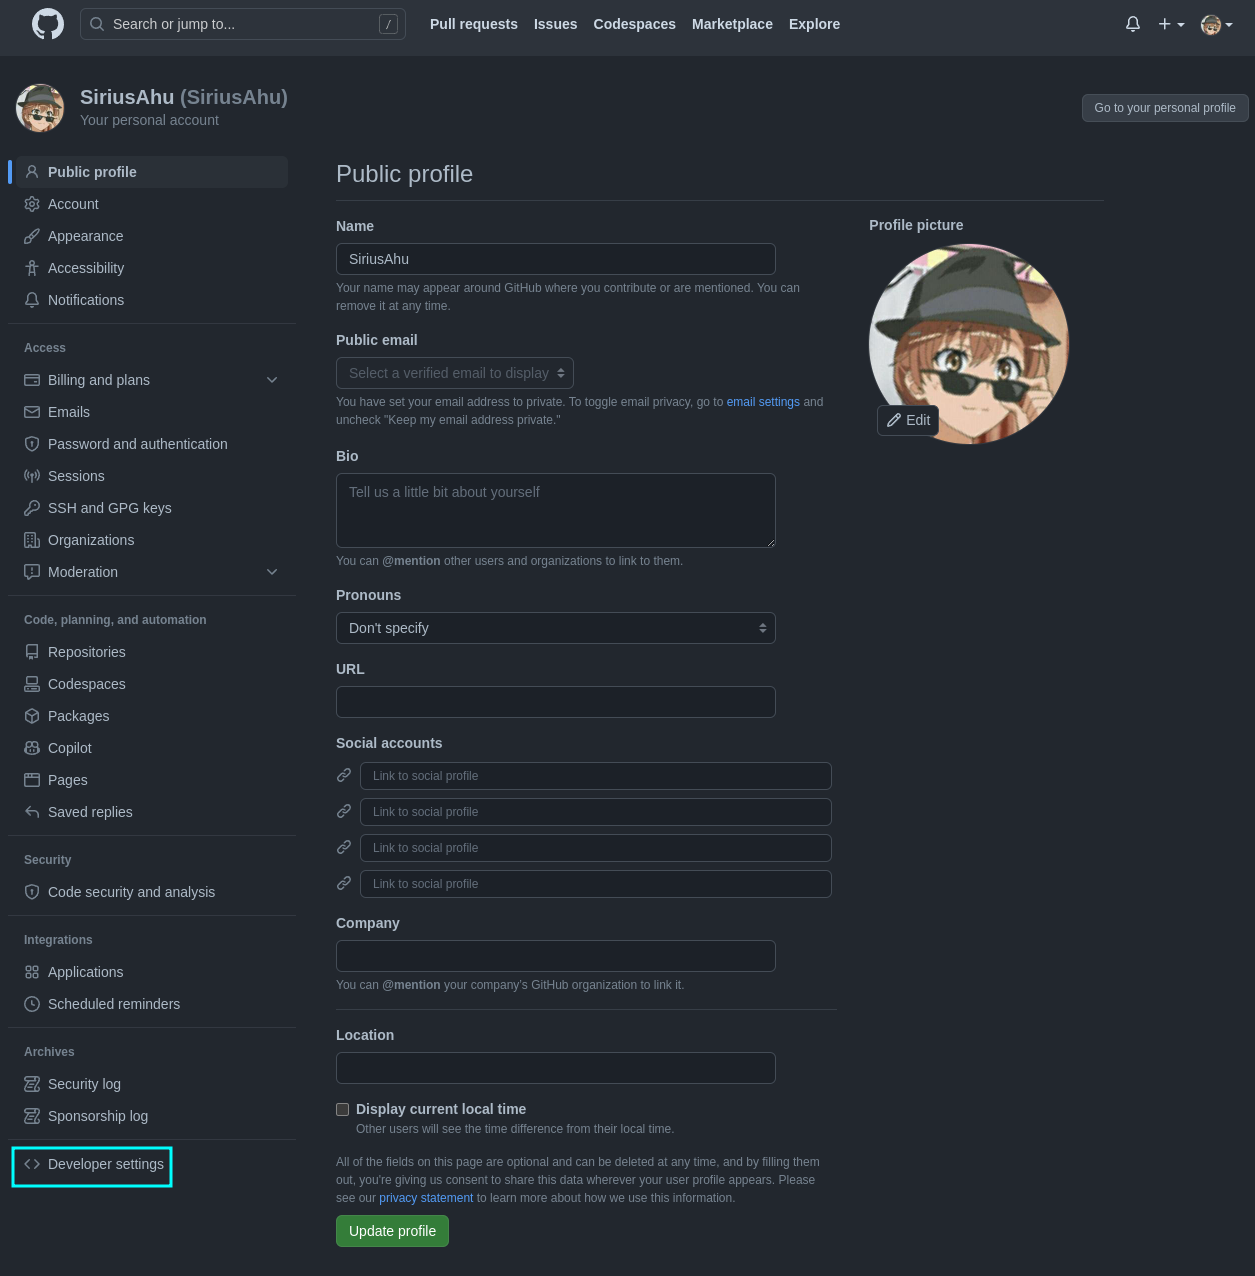 Search or jump to...
/
Pull requests
Issues
Codespaces
Marketplace
Explore
SiriusAhu (SiriusAhu)
Your personal account
Go to your personal profile
Public profile
Account
Appearance
Accessibility
Notifications
Access
Billing and plans
Emails
Password and authentication
Sessions
SSH and GPG keys
Organizations
Moderation
Code, planning, and automation
Repositories
Codespaces
Packages
Copilot
Pages
Saved replies
Security
Code security and analysis
Integrations
Applications
Scheduled reminders
Archives
Security log
Sponsorship log
Developer settings
Public profile
Name
SiriusAhu
Your name may appear around GitHub where you contribute or are mentioned. You can
remove it at any time.
Public email
Select a verified email to display
You have set your email address to private. To toggle email privacy, go to email settings and
uncheck "Keep my email address private."
Bio
Tell us a little bit about yourself
You can @mention other users and organizations to link to them.
Pronouns
Don't specify
URL
Social accounts
Link to social profile
Link to social profile
Link to social profile
Link to social profile
Company
You can @mention your company's GitHub organization to link it.
Location
Display current local time
Other users will see the time difference from their local time.
All of the fields on this page are optional and can be deleted at any time, and by filling them
out, you're giving us consent to share this data wherever your user profile appears. Please
see our privacy statement to learn more about how we use this information.
Update profile
Profile picture
Edit